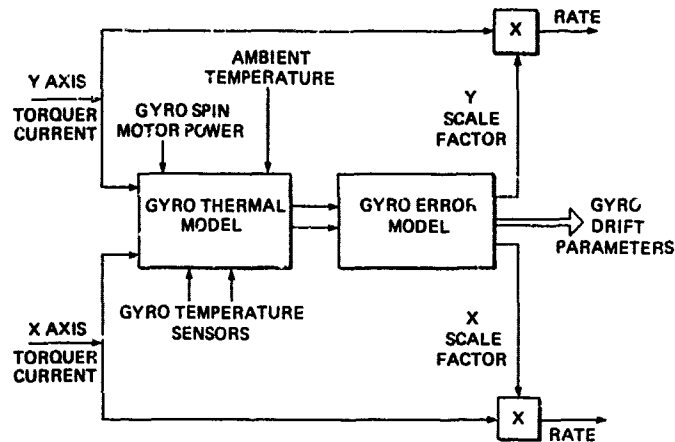 RATE
X
AMBIENT
TEMPERATURE
Y AXIS
TORQUER
CURRENT
GYRO SPIN
MOTOR POWER
Y
SCALE
FACTOR
GYRO THERMAL
MODEL
GYRO ERROR
MODEL
GYRO
DRIFT
PARAMETERS
GYRO TEMPERATURE
SENSORS
X AXIS
TORQUER
CURRENT
X
SCALE
FACTOR
X
RATE